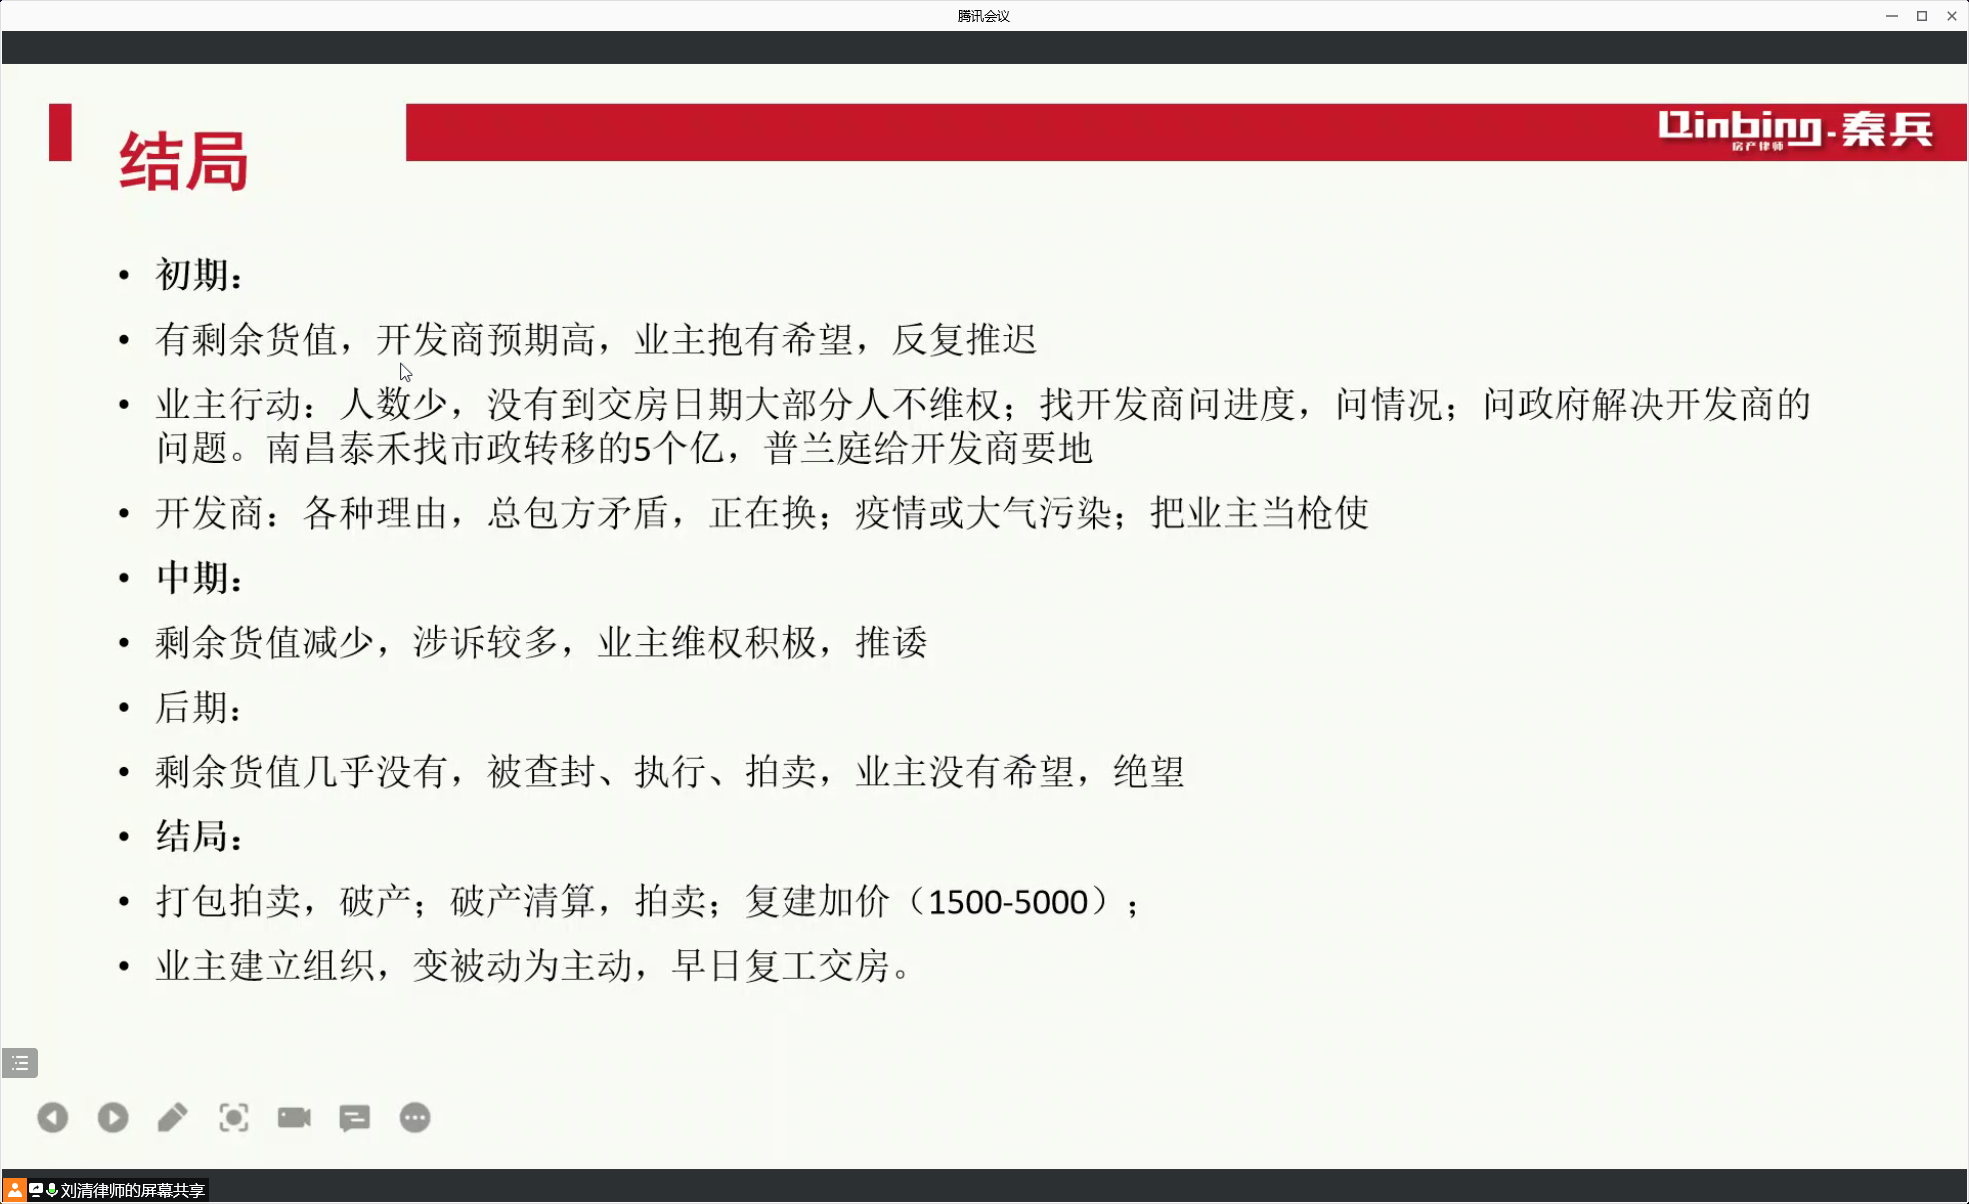 腾讯会议
Qinbing-秦兵
房产律师
结局
• 初期：
• 有剩余货值，开发商预期高，业主抱有希望，反复推迟
• 业主行动：人数少，没有到交房日期大部分人不维权；找开发商问进度，问情况；问政府解决开发商的
问题。南昌泰禾找市政转移的5个亿，普兰庭给开发商要地
• 开发商：各种理由，总包方矛盾，正在换；疫情或大气污染；把业主当枪使
• 中期：
• 剩余货值减少，涉诉较多，业主维权积极，推诿
• 后期：
• 剩余货值几乎没有，被查封、执行、拍卖，业主没有希望，绝望
• 结局：
• 打包拍卖，破产；破产清算，拍卖；复建加价（1500-5000）；
• 业主建立组织，变被动为主动，早日复工交房。
刘清律师的屏幕共享